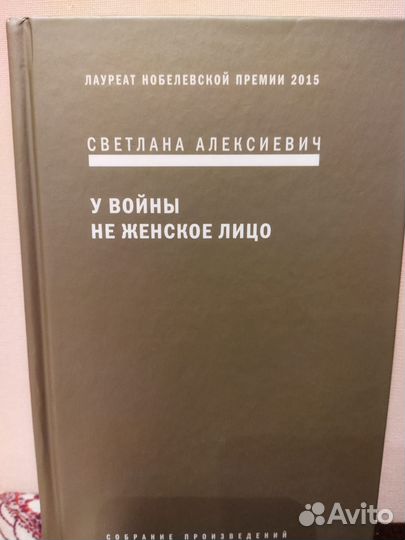 ЛАУРЕАТ НОБЕЛЕВСКОЙ ПРЕМИИ 2015
СВЕТЛАНА АЛЕКСИЕВИЧ
У ВОЙНЫ
НЕ ЖЕНСКОЕ ЛИЦО
СОБРАНИЕ ПРОИЗВЕДЕНИЙ
Avito